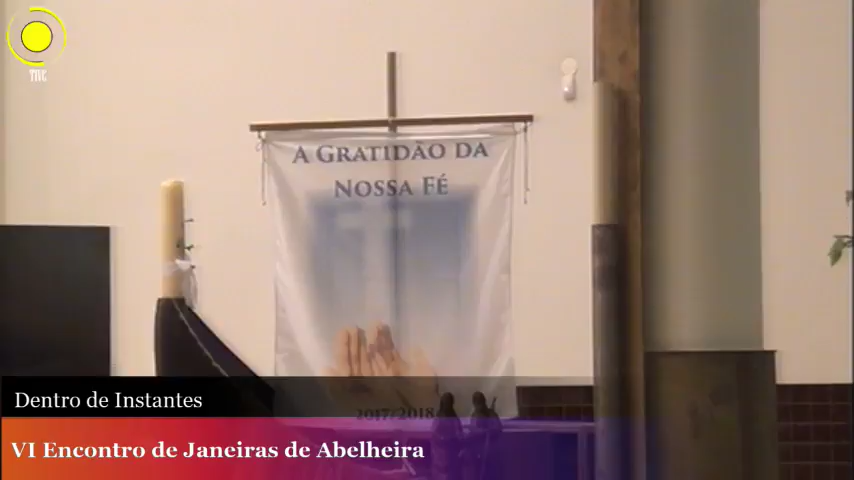 A GRATIDÃO DA
NOSSA FÉ
2017/2018
Dentro de Instantes
VI Encontro de Janeiras de Abelheira